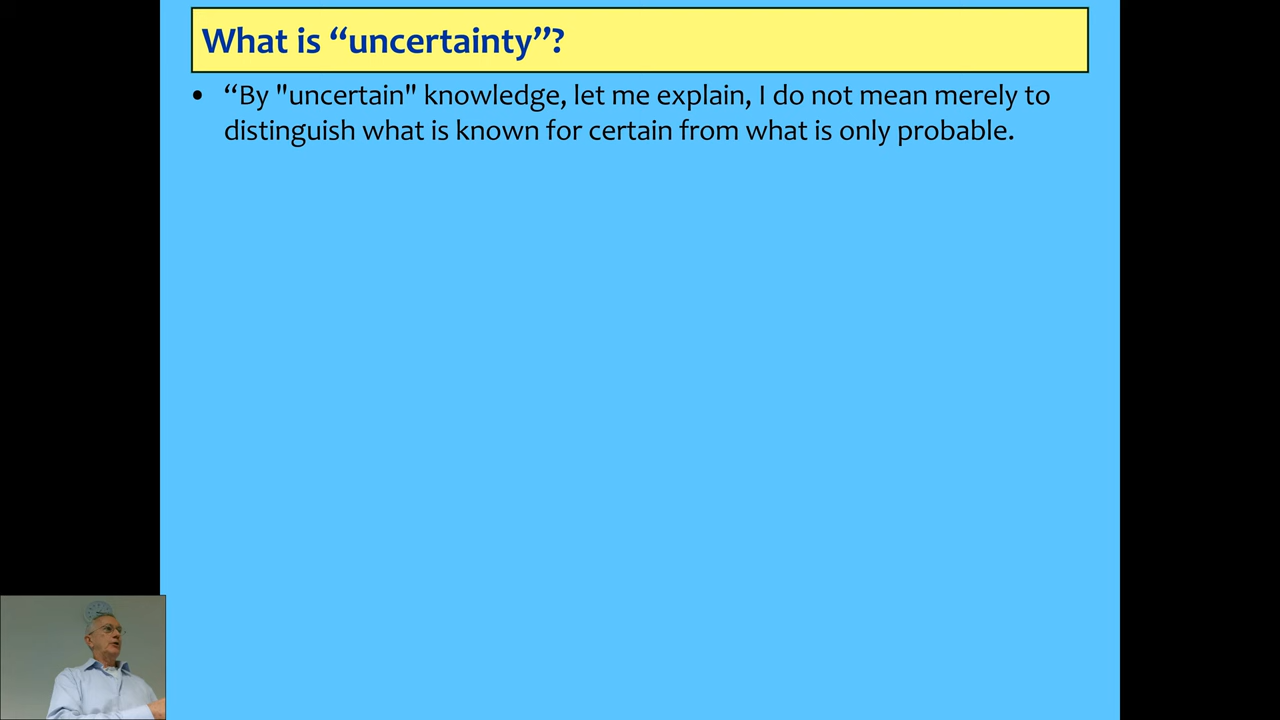 What is “uncertainty”?
• “By "uncertain" knowledge, let me explain, I do not mean merely to
distinguish what is known for certain from what is only probable.